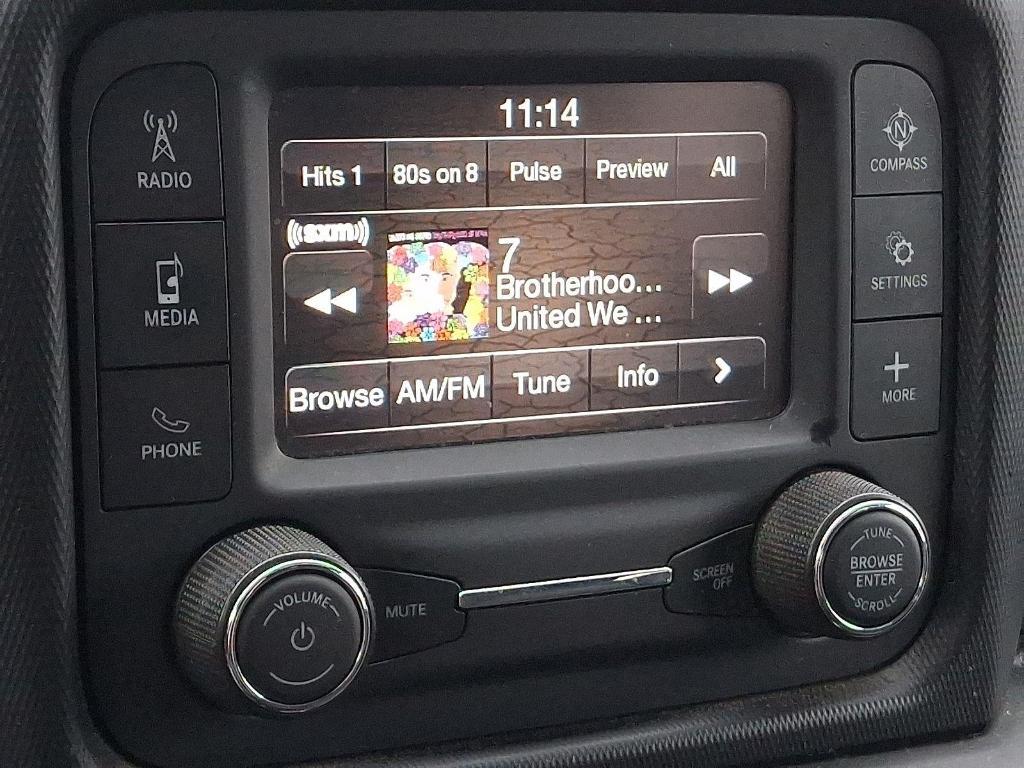 11:14
Hits 1
80s on 8
Pulse
Preview
All
sxm
7
Brotherhoo...
United We ...
Browse
AM/FM
Tune
Info
RADIO
MEDIA
PHONE
N
COMPASS
SETTINGS
MORE
VOLUME
MUTE
SCREEN
OFF
TUNE
BROWSE
ENTER
SCROLL